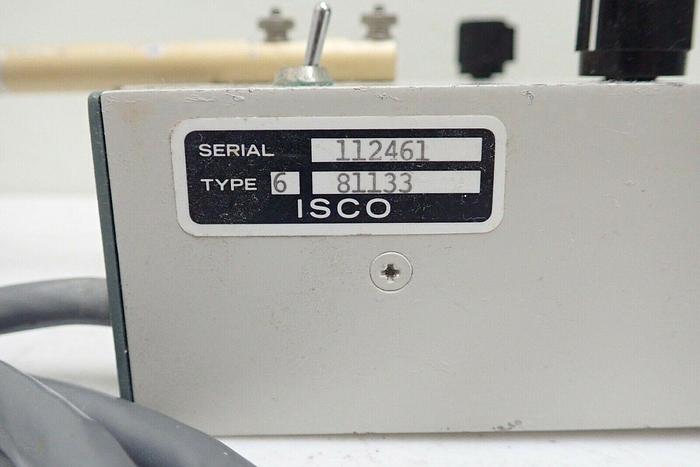 SERIAL 112461
TYPE 6 81133
ISCO